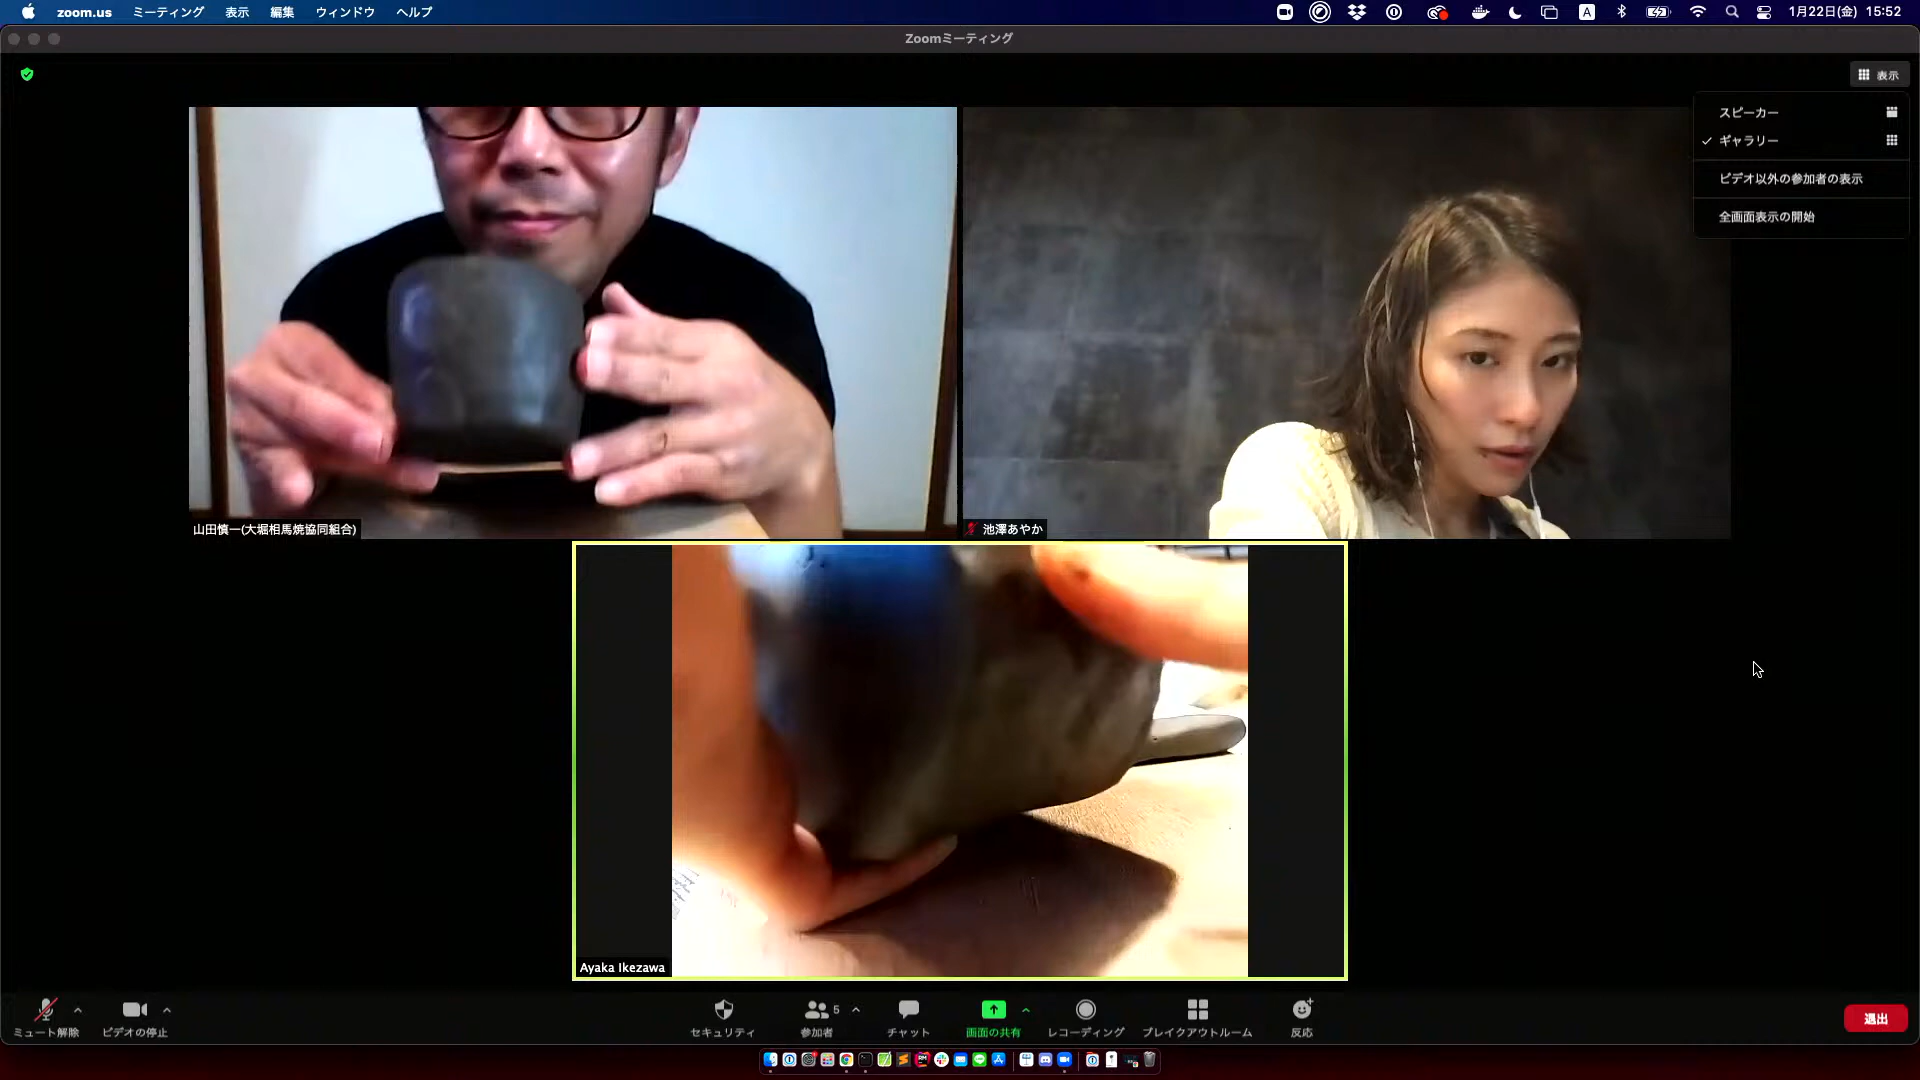 zoom.us ミーティング 表示 編集 ウィンドウ ヘルプ A 1月22日(金) 15:52
Zoomミーティング
表示
スピーカー
ギャラリー
ビデオ以外の参加者の表示
全画面表示の開始
山田慎一(大堀相馬焼協同組合)
池澤あやか
Ayaka Ikezawa
ミュート解除
ビデオの停止
セキュリティ
5
参加者
チャット
画面の共有
レコーディング
ブレイクアウトルーム
反応
退出